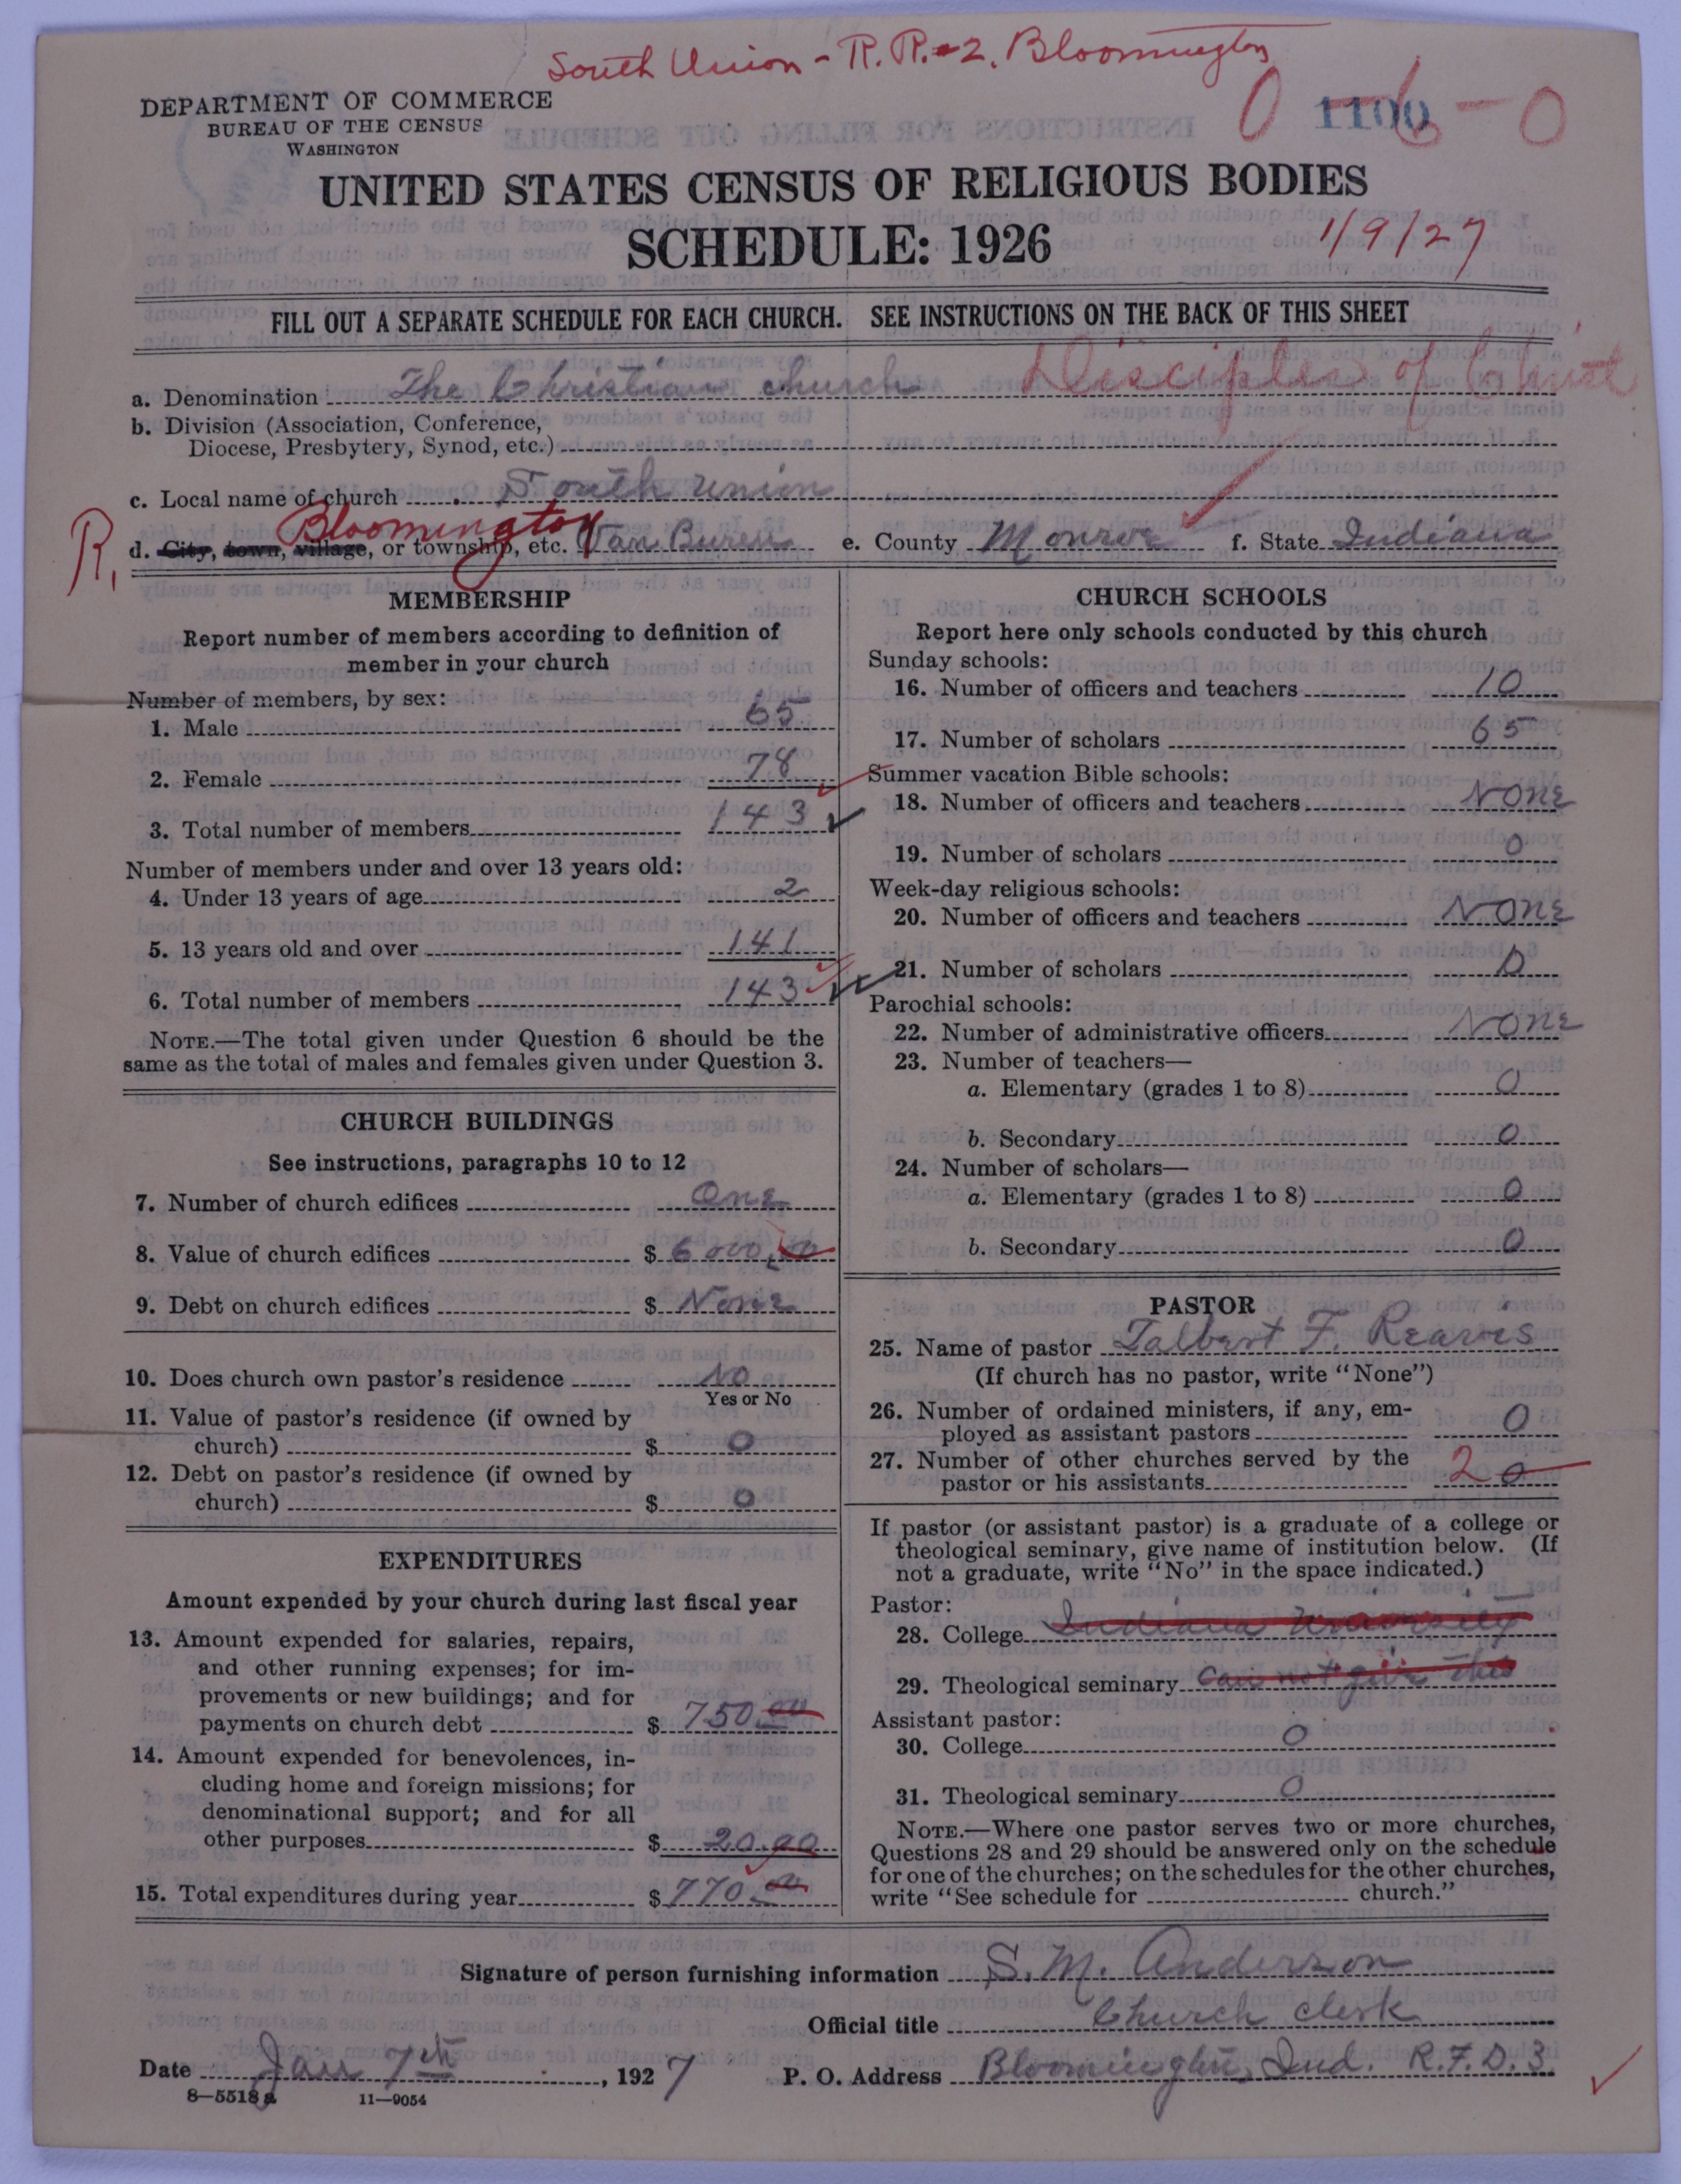 South Union - R.R.-2. Bloomington
DEPARTMENT OF COMMERCE
BUREAU OF THE CENSUS
WASHINGTON
1100
0 - 6 - 0
UNITED STATES CENSUS OF RELIGIOUS BODIES
SCHEDULE: 1926
1/9/27
FILL OUT A SEPARATE SCHEDULE FOR EACH CHURCH. SEE INSTRUCTIONS ON THE BACK OF THIS SHEET
a. Denomination The Christian church Disciples of Christ
b. Division (Association, Conference,
Diocese, Presbytery, Synod, etc.)
c. Local name of church South Union
R. d. City, town, village, or township, etc. Bloomington Van Buren e. County Monroe f. State Indiana
MEMBERSHIP
Report number of members according to definition of
member in your church
Number of members, by sex:
1. Male 65
2. Female 78
3. Total number of members 143
Number of members under and over 13 years old:
4. Under 13 years of age 2
5. 13 years old and over 141
6. Total number of members 143
NOTE.—The total given under Question 6 should be the
same as the total of males and females given under Question 3.
CHURCH BUILDINGS
See instructions, paragraphs 10 to 12
7. Number of church edifices One
8. Value of church edifices $ 6000.00
9. Debt on church edifices $ None
10. Does church own pastor's residence No
Yes or No
11. Value of pastor's residence (if owned by
church) $ 0
12. Debt on pastor's residence (if owned by
church) $ 0
EXPENDITURES
Amount expended by your church during last fiscal year
13. Amount expended for salaries, repairs,
and other running expenses; for im-
provements or new buildings; and for
payments on church debt $ 750.00
14. Amount expended for benevolences, in-
cluding home and foreign missions; for
denominational support; and for all
other purposes $ 20.00
15. Total expenditures during year $ 770.00
CHURCH SCHOOLS
Report here only schools conducted by this church
Sunday schools:
16. Number of officers and teachers 10
17. Number of scholars 65
Summer vacation Bible schools:
18. Number of officers and teachers None
19. Number of scholars 0
Week-day religious schools:
20. Number of officers and teachers None
21. Number of scholars 0
Parochial schools:
22. Number of administrative officers None
23. Number of teachers—
a. Elementary (grades 1 to 8) 0
b. Secondary 0
24. Number of scholars—
a. Elementary (grades 1 to 8) 0
b. Secondary 0
PASTOR
25. Name of pastor Talbert F. Reaves
(If church has no pastor, write "None")
26. Number of ordained ministers, if any, em-
ployed as assistant pastors 0
27. Number of other churches served by the
pastor or his assistants 2 0
If pastor (or assistant pastor) is a graduate of a college or
theological seminary, give name of institution below. (If
not a graduate, write "No" in the space indicated.)
Pastor:
28. College Indiana University
29. Theological seminary Can not give this
Assistant pastor:
30. College 0
31. Theological seminary 0
NOTE.—Where one pastor serves two or more churches,
Questions 28 and 29 should be answered only on the schedule
for one of the churches; on the schedules for the other churches,
write "See schedule for church."
Signature of person furnishing information S. M. Anderson
Official title Church clerk
Date Jan 7th, 1927 P. O. Address Bloomington, Ind. R.F.D. 3.
8—5518 a 11—9054